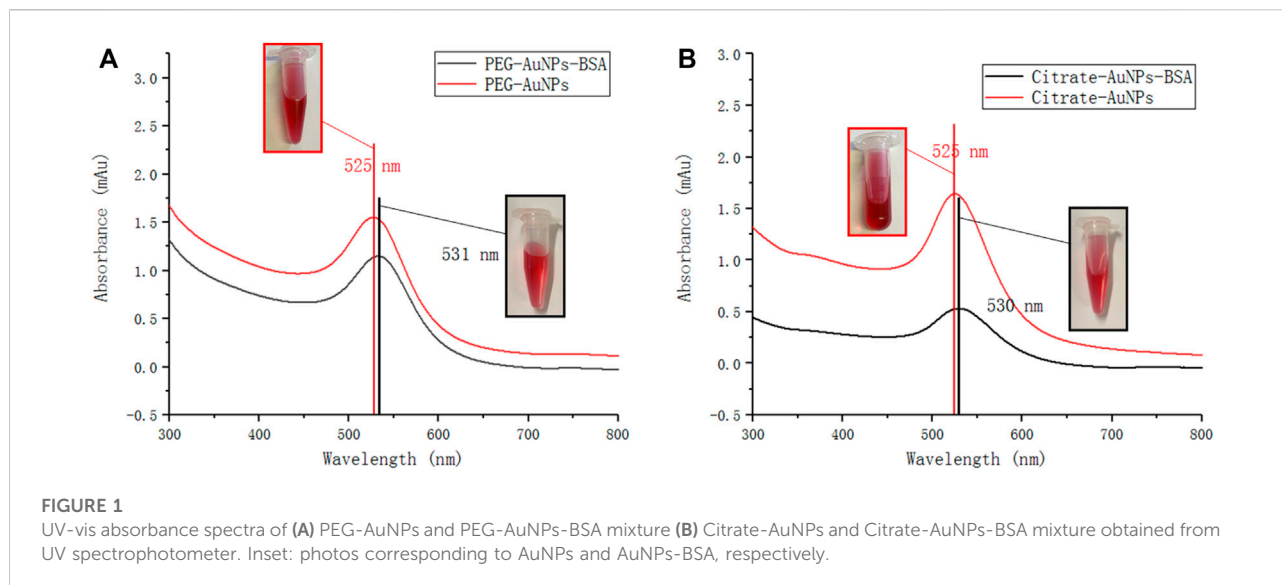 A
PEG-AuNPs-BSA
PEG-AuNPs
525 nm
531 nm
3.0
2.5
2.0
1.5
1.0
0.5
0.0
-0.5
Absorbance (mAu)
300 400 500 600 700 800
Wavelength (nm)
B
Citrate-AuNPs-BSA
Citrate-AuNPs
525 nm
530 nm
3.0
2.5
2.0
1.5
1.0
0.5
0.0
-0.5
Absorbance (mAu)
300 400 500 600 700 800
Wavelength (nm)
FIGURE 1
UV-vis absorbance spectra of (A) PEG-AuNPs and PEG-AuNPs-BSA mixture (B) Citrate-AuNPs and Citrate-AuNPs-BSA mixture obtained from
UV spectrophotometer. Inset: photos corresponding to AuNPs and AuNPs-BSA, respectively.